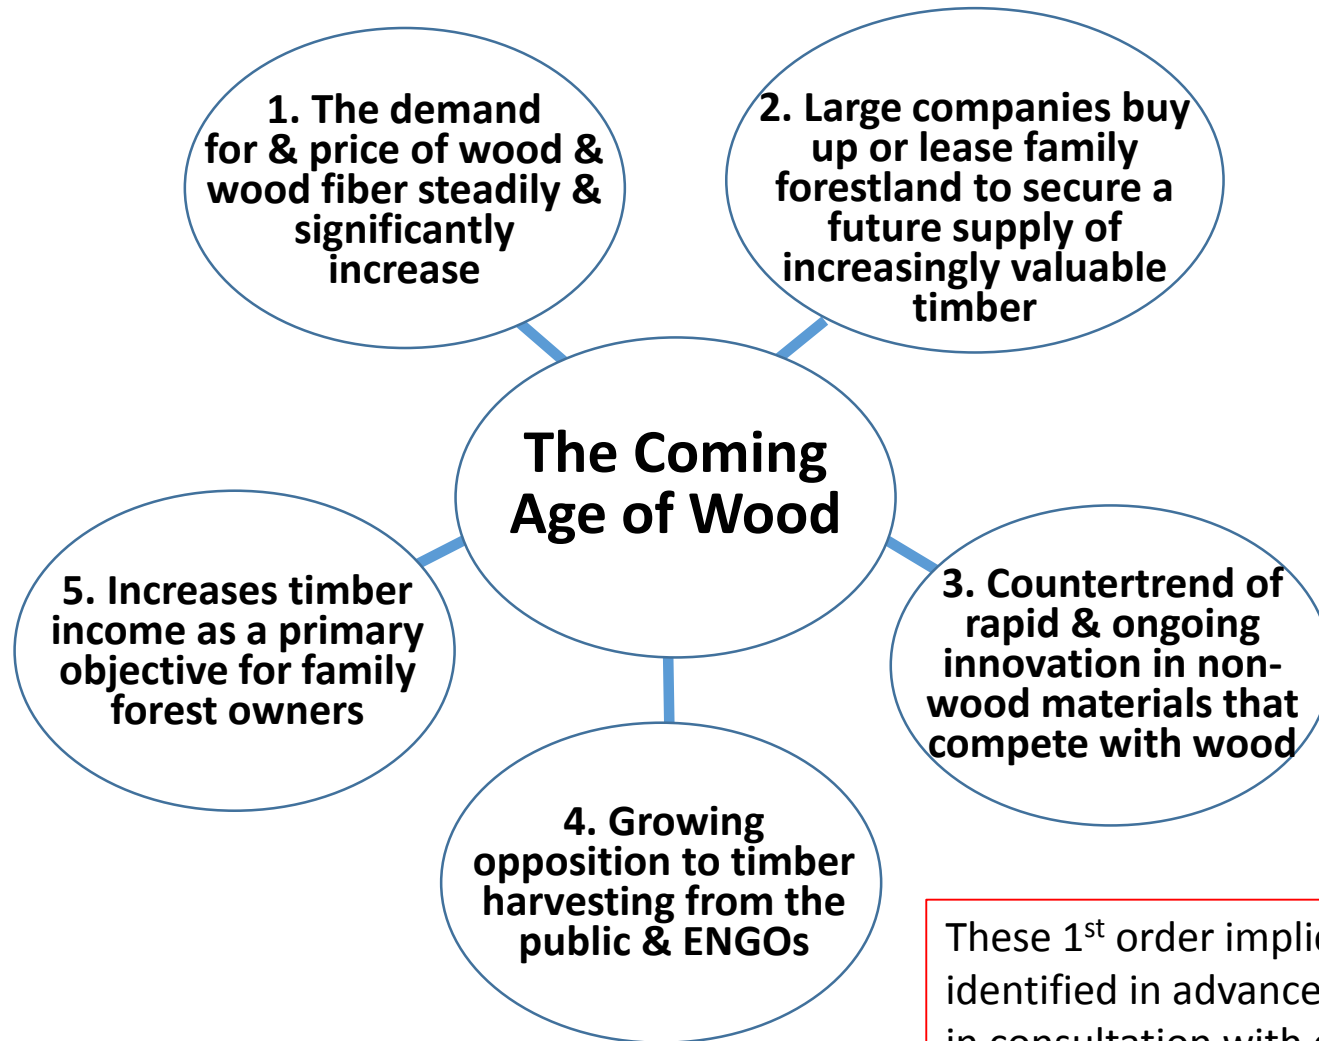 1. The demand
for & price of wood &
wood fiber steadily &
significantly
increase
2. Large companies buy
up or lease family
forestland to secure a
future supply of
increasingly valuable
timber
The Coming
Age of Wood
3. Countertrend of
rapid & ongoing
innovation in non-
wood materials that
compete with wood
5. Increases timber
income as a primary
objective for family
forest owners
4. Growing
opposition to timber
harvesting from the
public & ENGOs
These 1st order
identified in advance
in consultation with